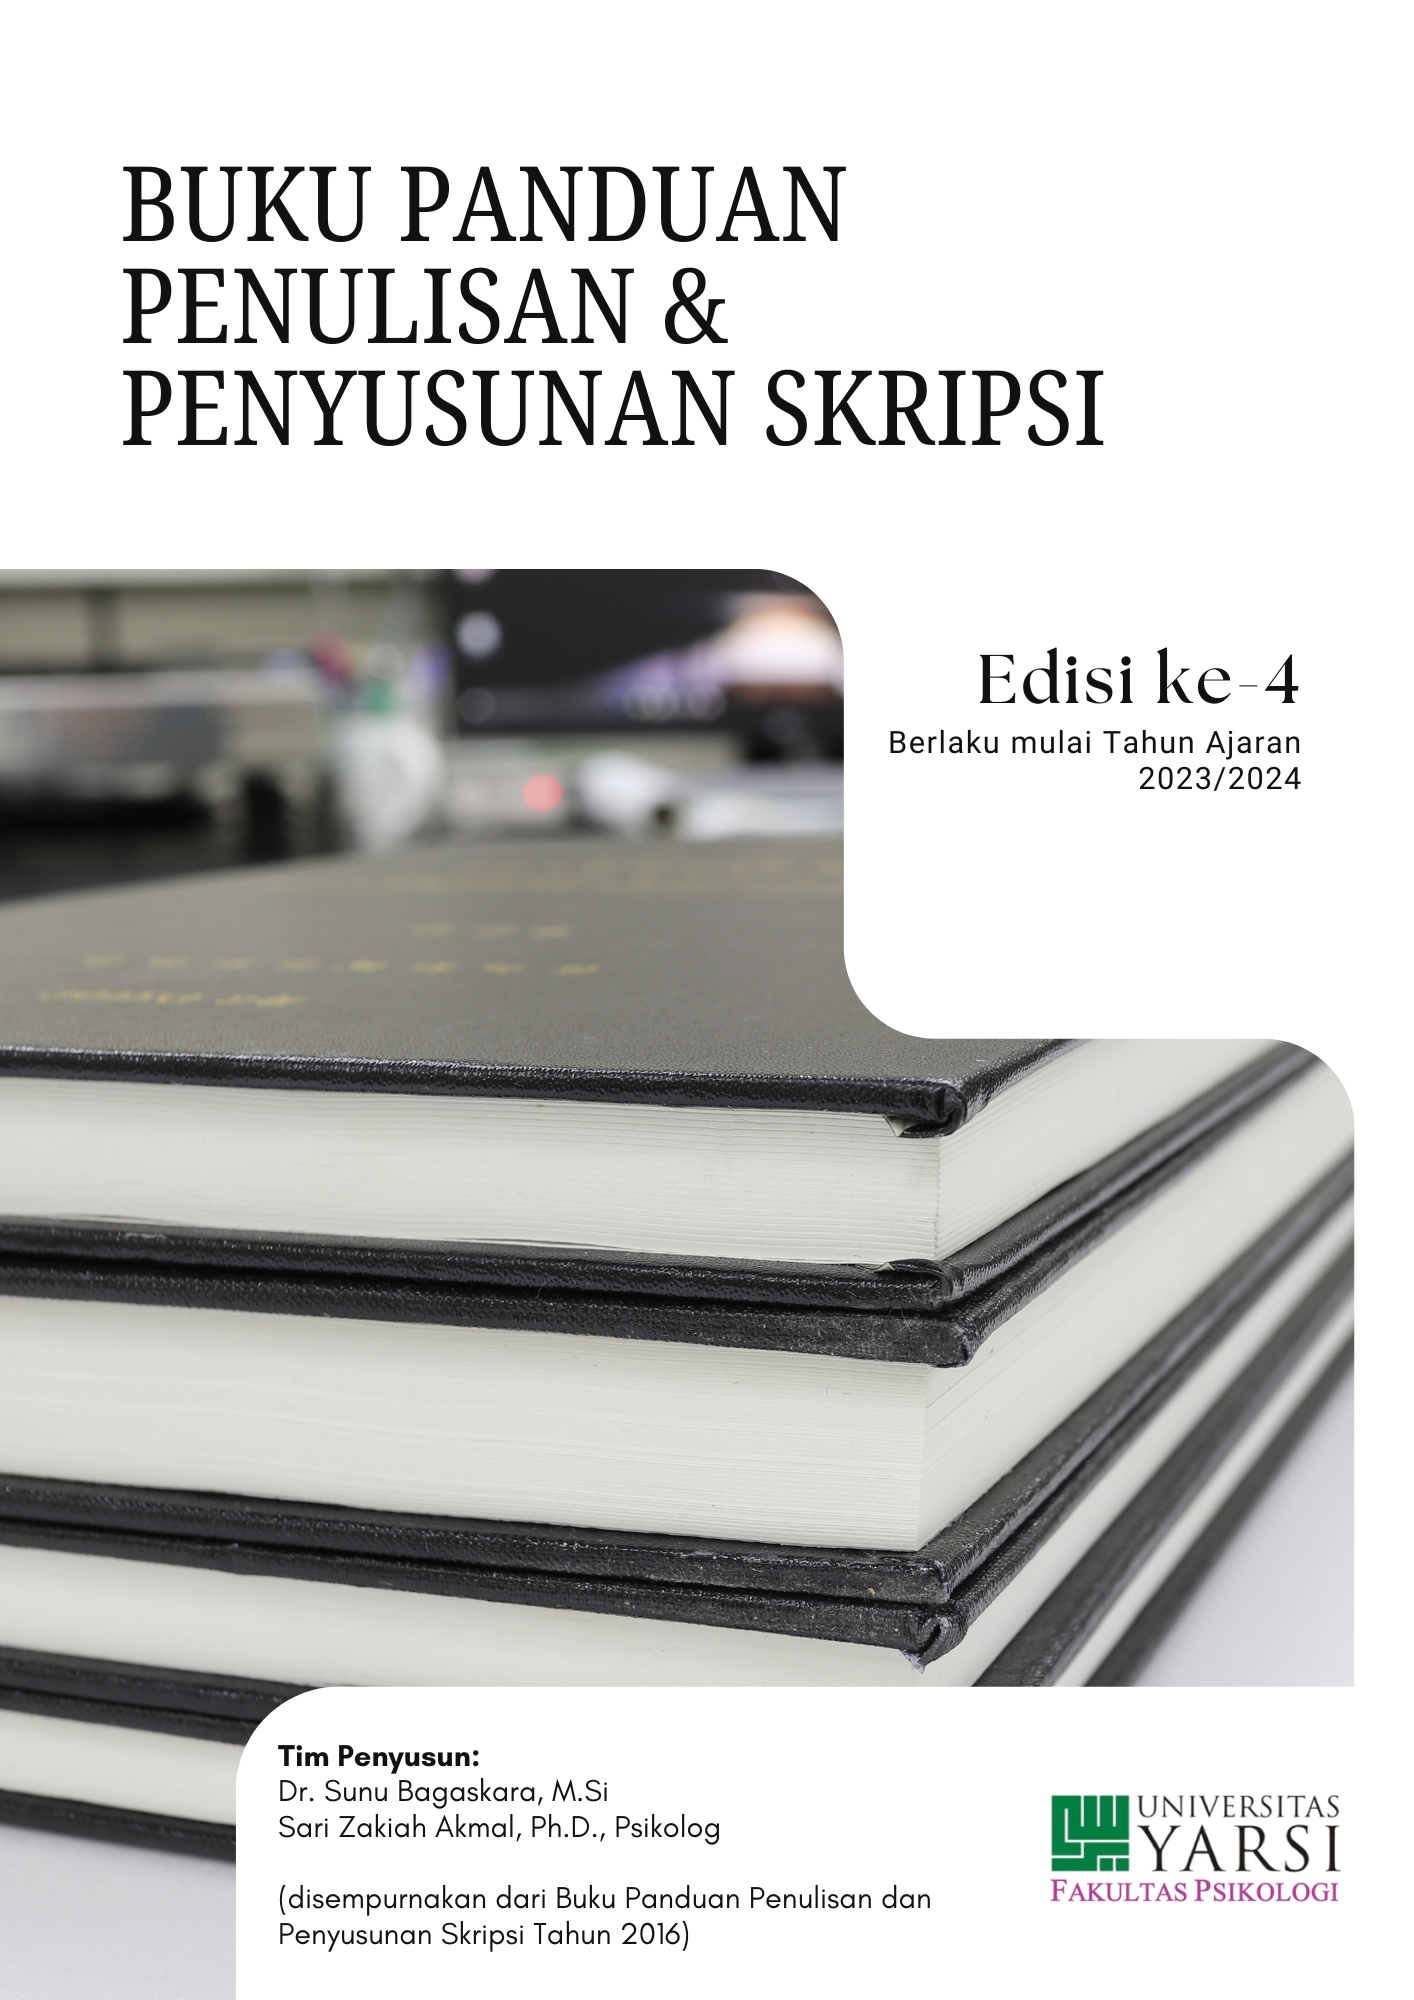 BUKU PANDUAN
PENULISAN &
PENYUSUNAN SKRIPSI
Edisi ke-4
Berlaku mulai Tahun Ajaran
2023/2024
Tim Penyusun:
Dr. Sunu Bagaskara, M.Si
Sari Zakiah Akmal, Ph.D., Psikolog
(disempurnakan dari Buku Panduan Penulisan dan
Penyusunan Skripsi Tahun 2016)
UNIVERSITAS
YARSI
FAKULTAS PSIKOLOGI